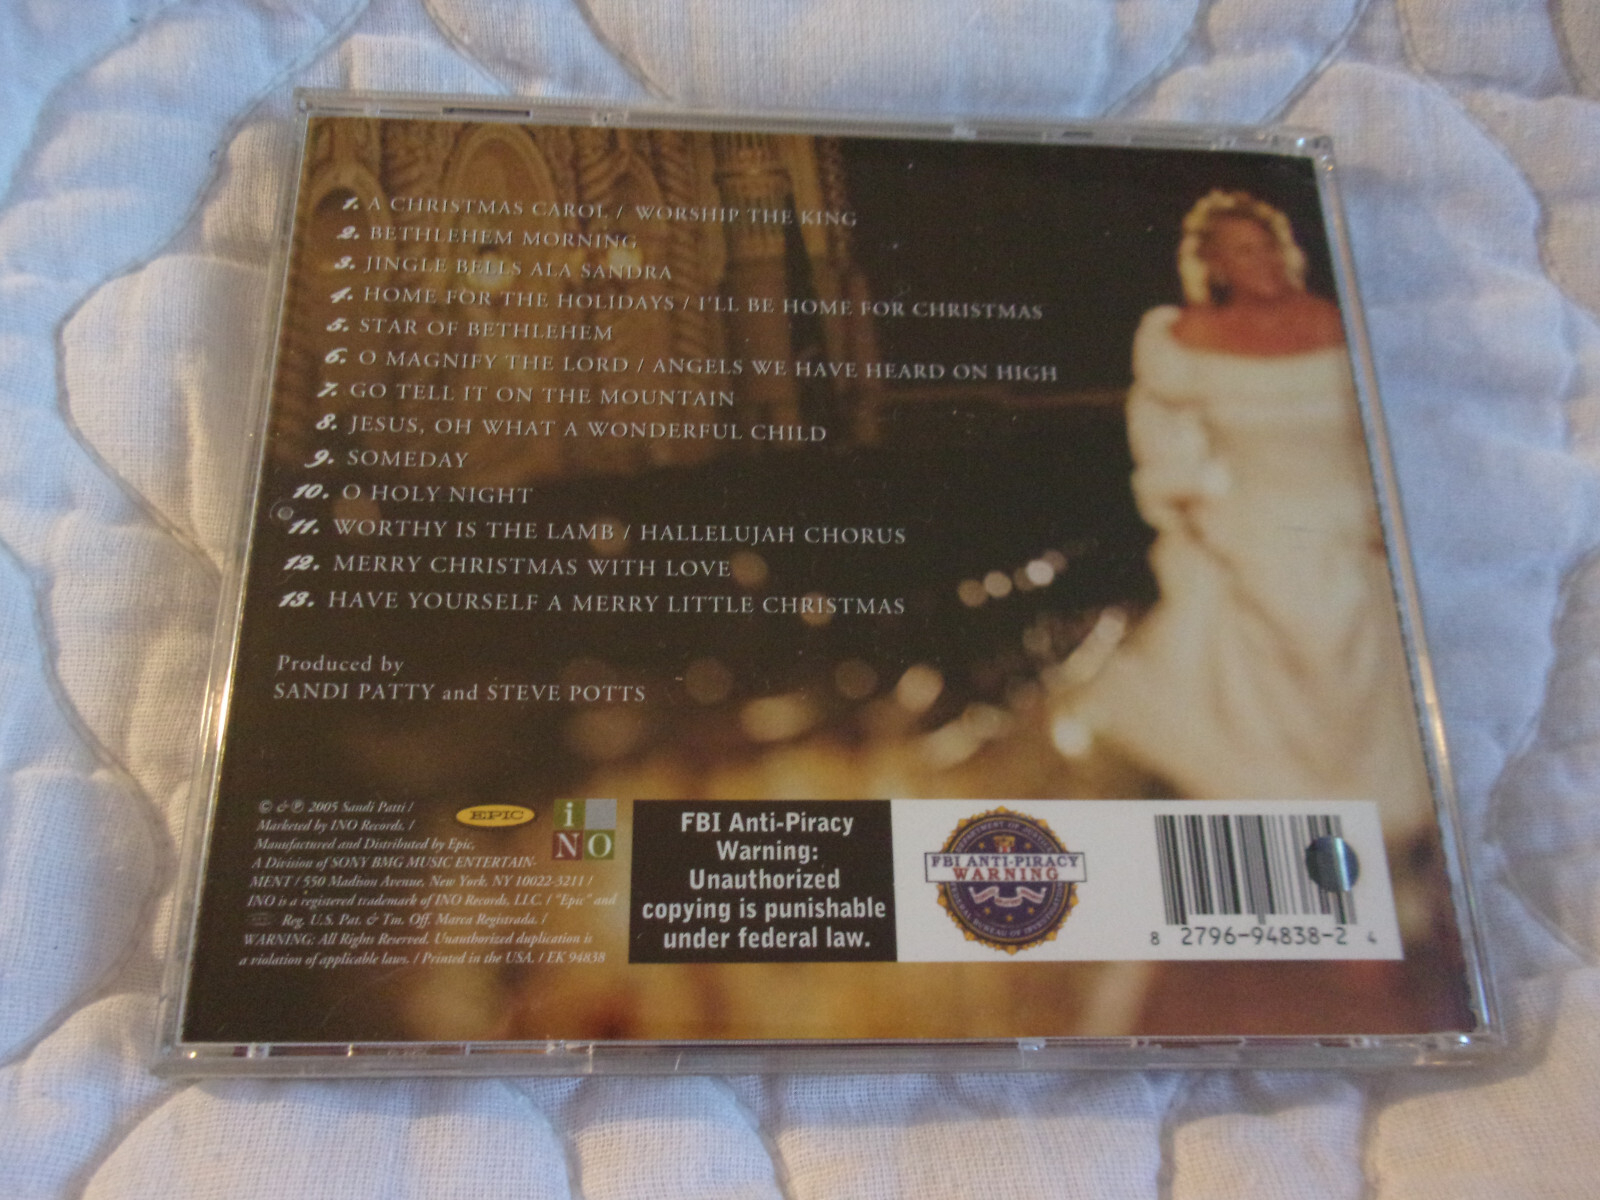 1. A CHRISTMAS CAROL / WORSHIP THE KING
2. BETHLEHEM MORNING
3. JINGLE BELLS ALA SANDRA
4. HOME FOR THE HOLIDAYS / I'LL BE HOME FOR CHRISTMAS
5. STAR OF BETHLEHEM
6. O MAGNIFY THE LORD / ANGELS WE HAVE HEARD ON HIGH
7. GO TELL IT ON THE MOUNTAIN
8. JESUS, OH WHAT A WONDERFUL CHILD
9. SOMEDAY
10. O HOLY NIGHT
11. WORTHY IS THE LAMB / HALLELUJAH CHORUS
12. MERRY CHRISTMAS WITH LOVE
13. HAVE YOURSELF A MERRY LITTLE CHRISTMAS
Produced by
SANDI PATTY and STEVE POTTS
© & ℗ 2005 Sandi Patti /
Marketed by INO Records. /
Manufactured and Distributed by Epic,
A Division of SONY BMG MUSIC ENTERTAIN-
MENT / 550 Madison Avenue, New York, NY 10022-3211 /
INO is a registered trademark of INO Records, LLC. / "Epic" and
Reg. U.S. Pat. & Tm. Off. Marca Registrada. /
WARNING: All Rights Reserved. Unauthorized duplication is
a violation of applicable laws. / Printed in the USA. / EK 94838
EPIC
iNO
FBI Anti-Piracy
Warning:
Unauthorized
copying is punishable
under federal law.
DEPARTMENT OF JUSTICE
FBI ANTI-PIRACY
WARNING
FEDERAL BUREAU OF INVESTIGATION
8 2796-94838-2 4